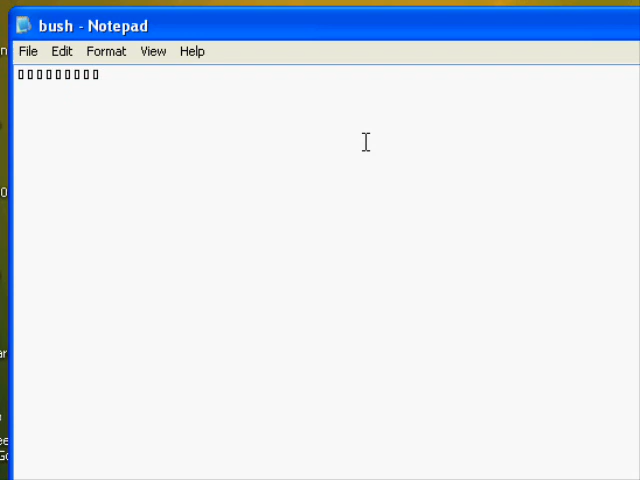 bush - Notepad
File Edit Format View Help
▯▯▯▯▯▯▯▯▯